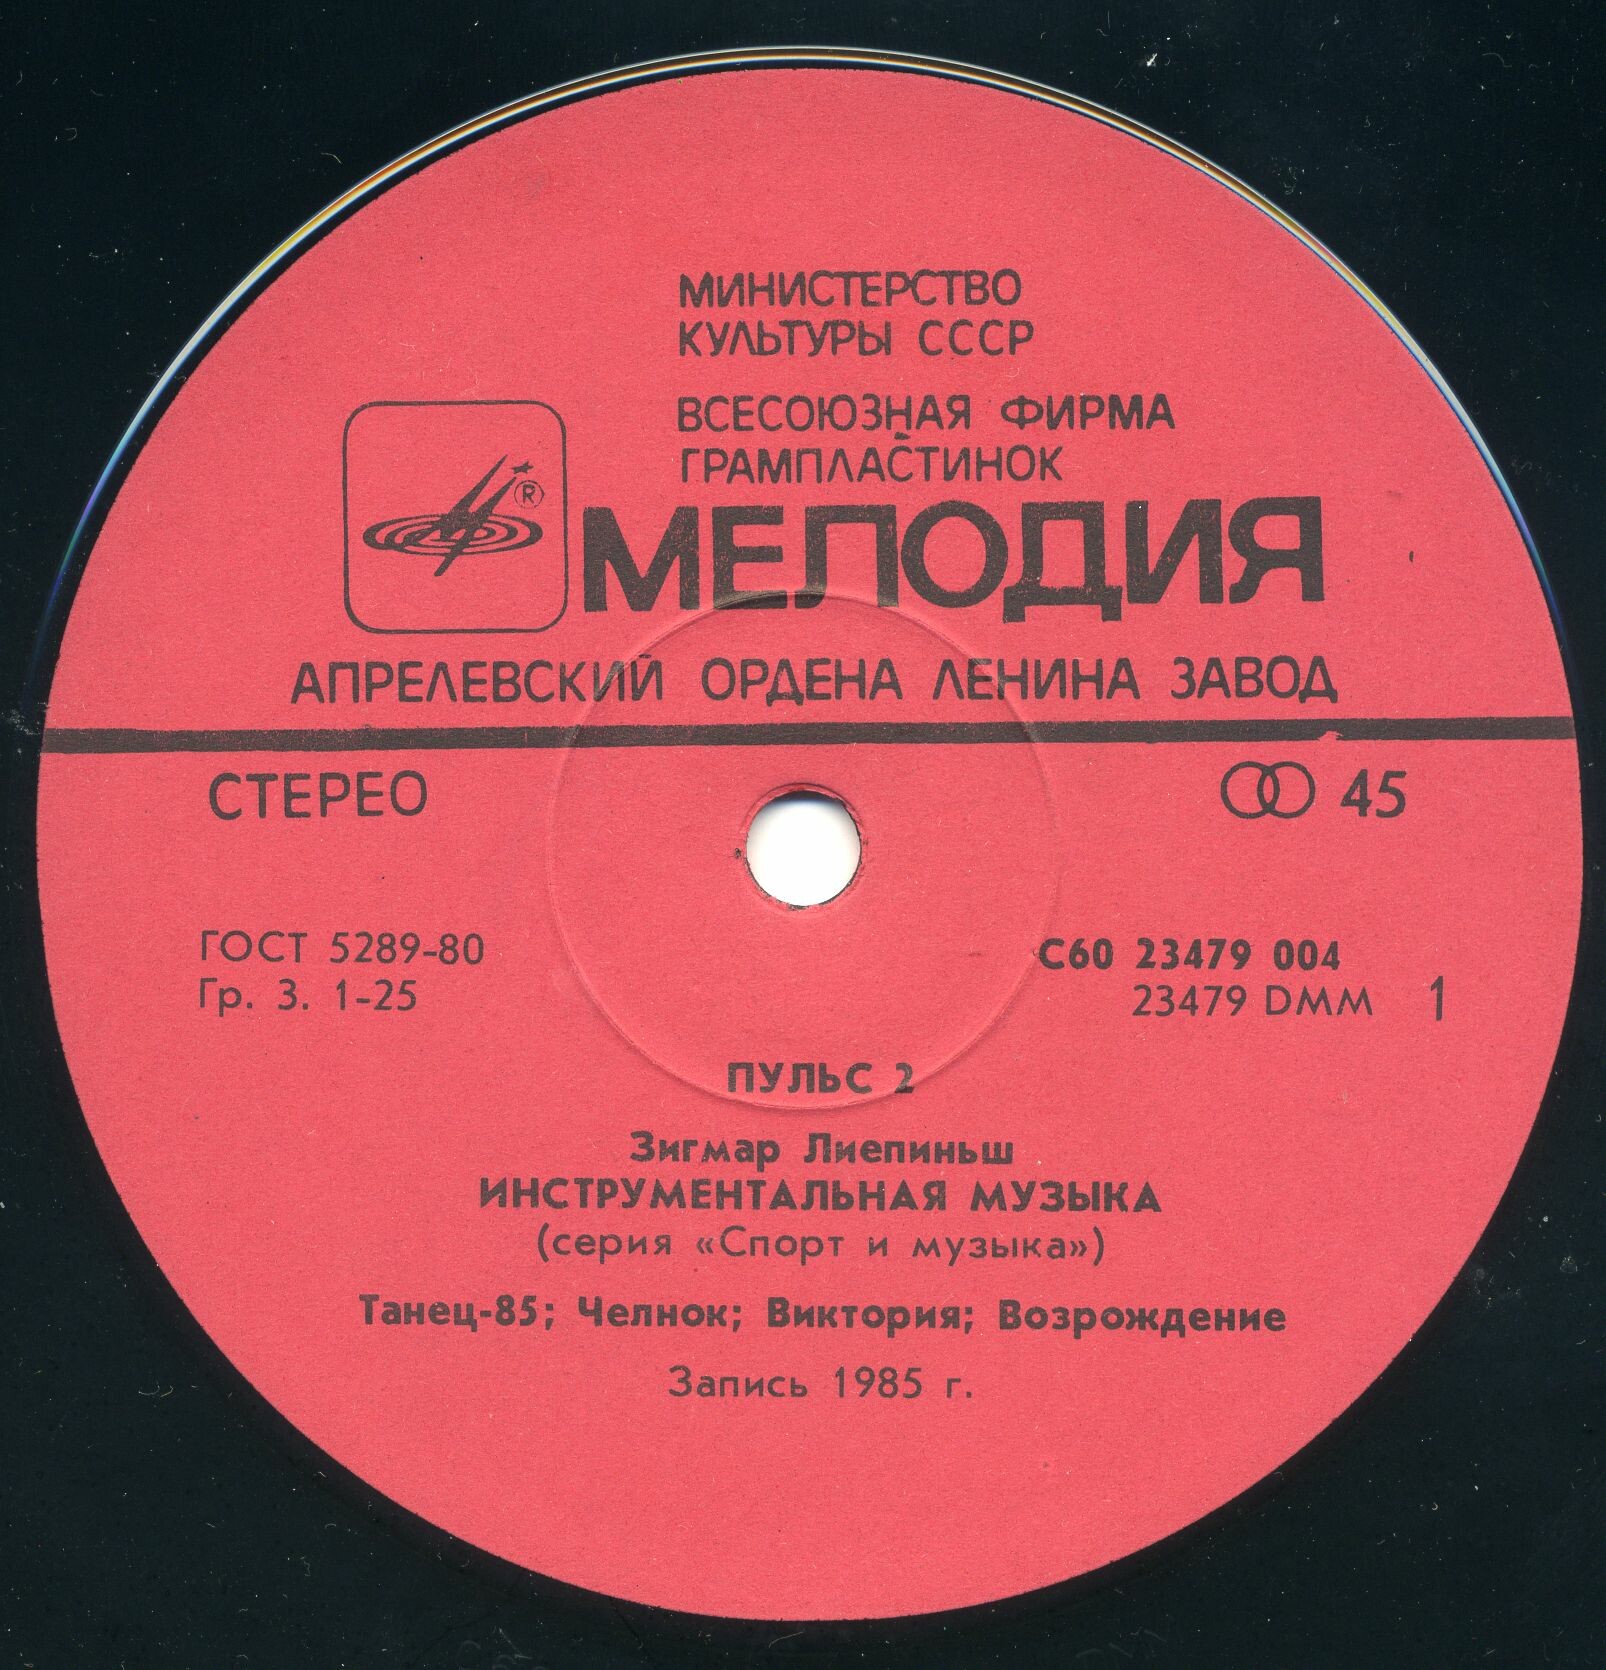 МИНИСТЕРСТВО
КУЛЬТУРЫ СССР
ВСЕСОЮЗНАЯ ФИРМА
ГРАМПЛАСТИНОК
®
МЕЛОДИЯ
АПРЕЛЕВСКИЙ ОРДЕНА ЛЕНИНА ЗАВОД
СТЕРЕО
45
ГОСТ 5289-80
Гр. 3. 1-25
С60 23479 004
23479 DMM 1
ПУЛЬС 2
Зигмар Лиепиньш
ИНСТРУМЕНТАЛЬНАЯ МУЗЫКА
(серия «Спорт и музыка»)
Танец-85; Челнок; Виктория; Возрождение
Запись 1985 г.